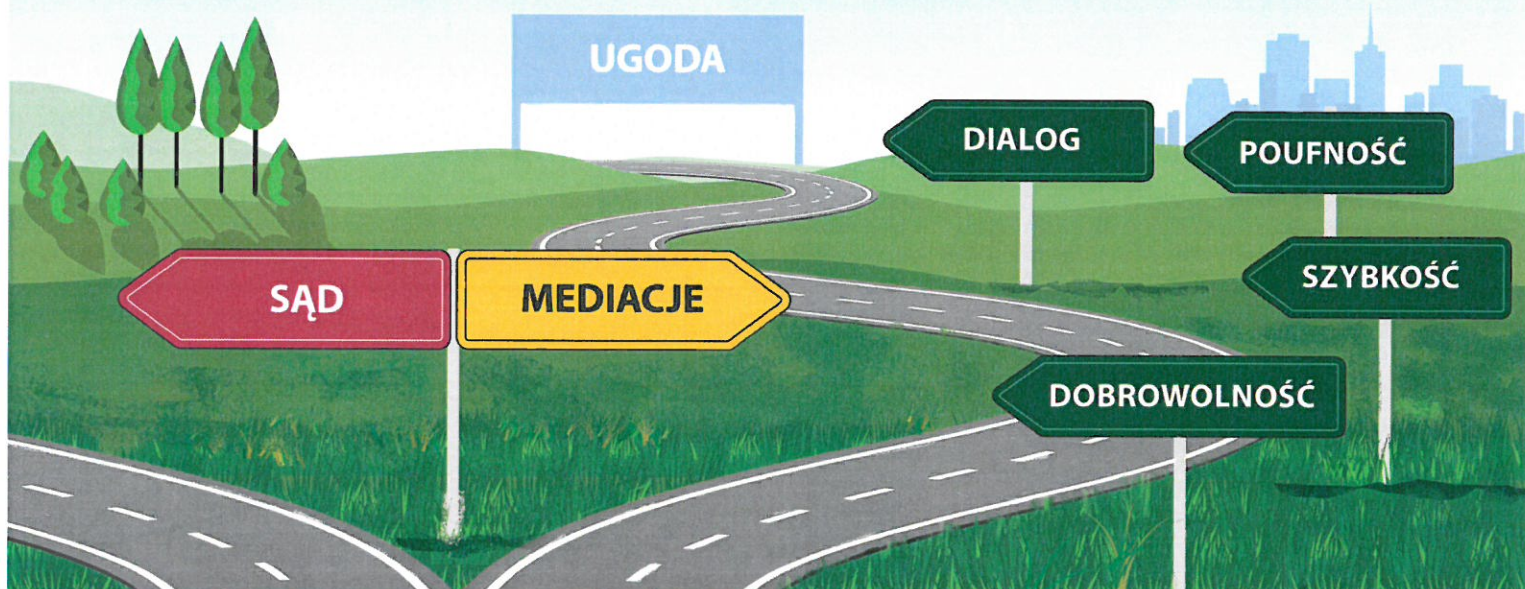 UGODA
DIALOG
POUFNOŚĆ
SĄD
MEDIACJE
SZYBKOŚĆ
DOBROWOLNOŚĆ